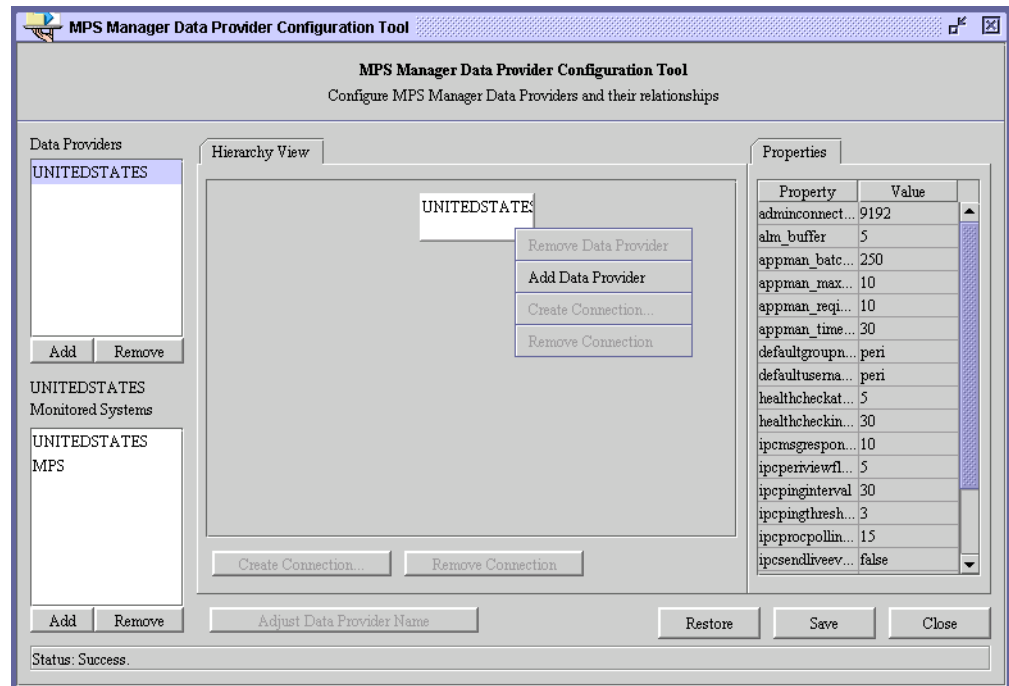 MPS Manager Data Provider Configuration Tool
MPS Manager Data Provider Configuration Tool
Configure MPS Manager Data Providers and their relationships
Data Providers
UNITEDSTATES
Add Remove
UNITEDSTATES
Monitored Systems
UNITEDSTATES
MPS
Add Remove
Hierarchy View
UNITEDSTATES
Remove Data Provider
Add Data Provider
Create Connection...
Remove Connection
Create Connection... Remove Connection
Adjust Data Provider Name
Properties
Property Value
adminconnect... 9192
alm_buffer 5
appman_batc... 250
appman_max... 10
appman_reqi... 10
appman_time... 30
defaultgroupn... peri
defaultuserna... peri
healthcheckat... 5
healthcheckin... 30
ipcmsgrespon... 10
ipcperiviewfl... 5
ipcpinginterval 30
ipcpingthresh... 3
ipcprocpollin... 15
ipcsendliveev... false
Restore Save Close
Status: Success.